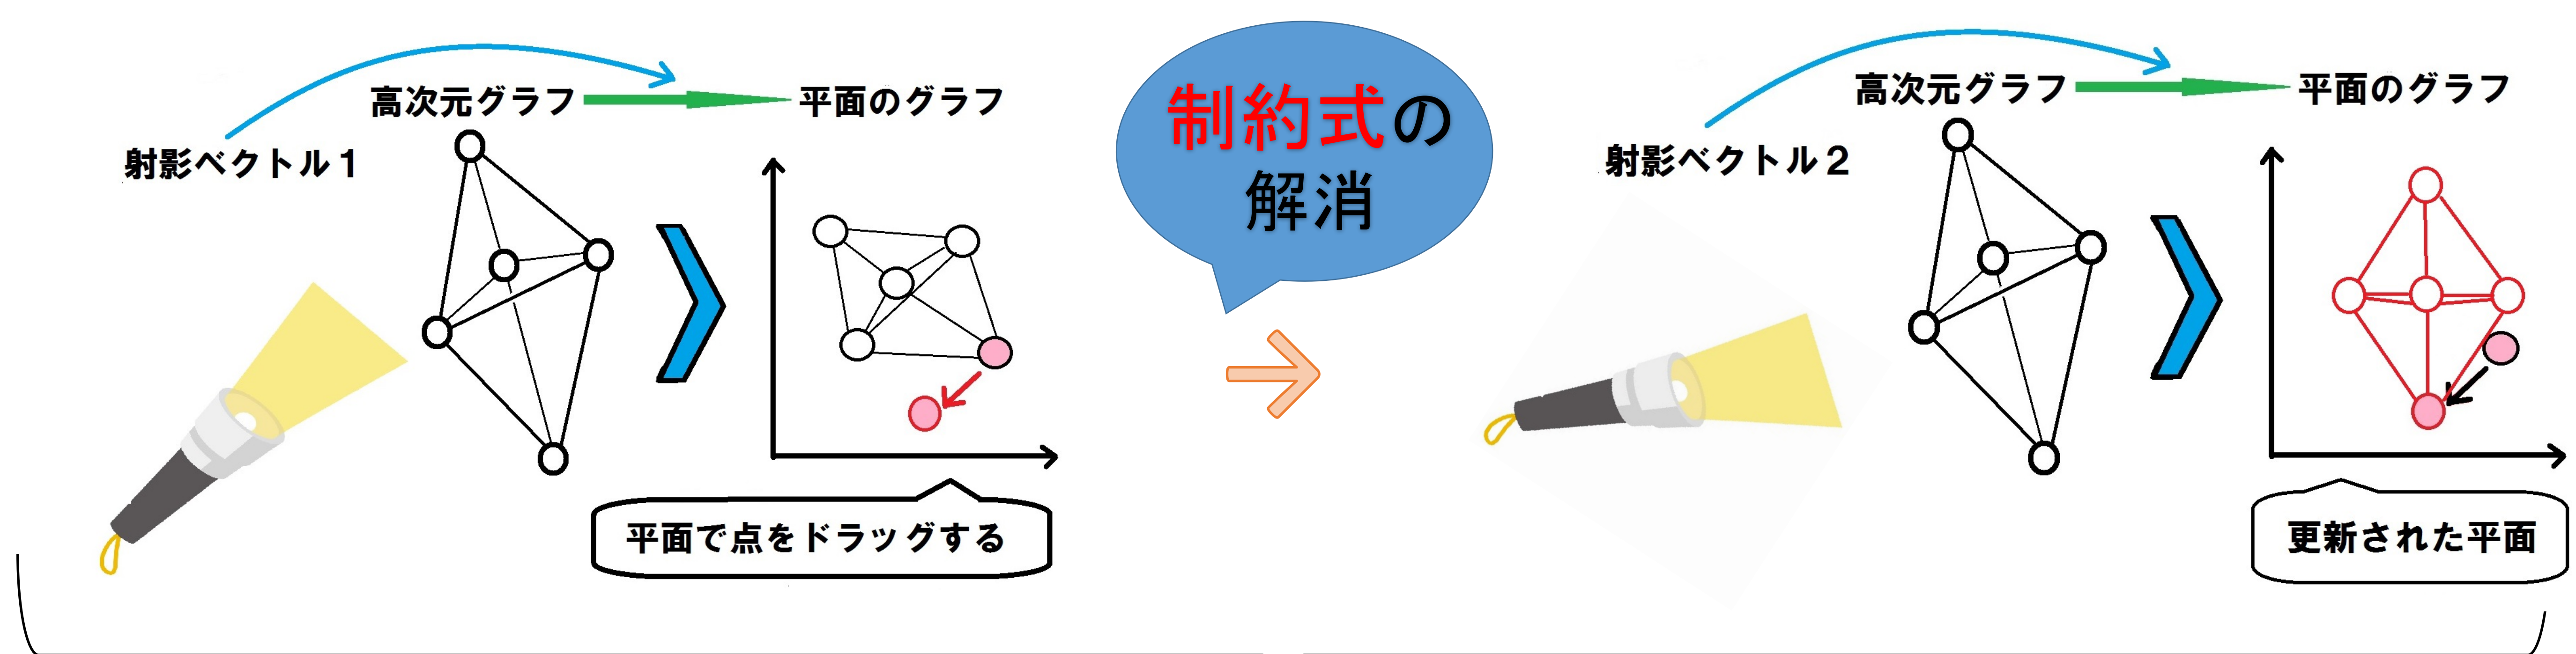 高次元グラフ
平面のグラフ
射影ベクトル１
平面で点をドラッグする
制約式の
解消
高次元グラフ
平面のグラフ
射影ベクトル２
更新された平面